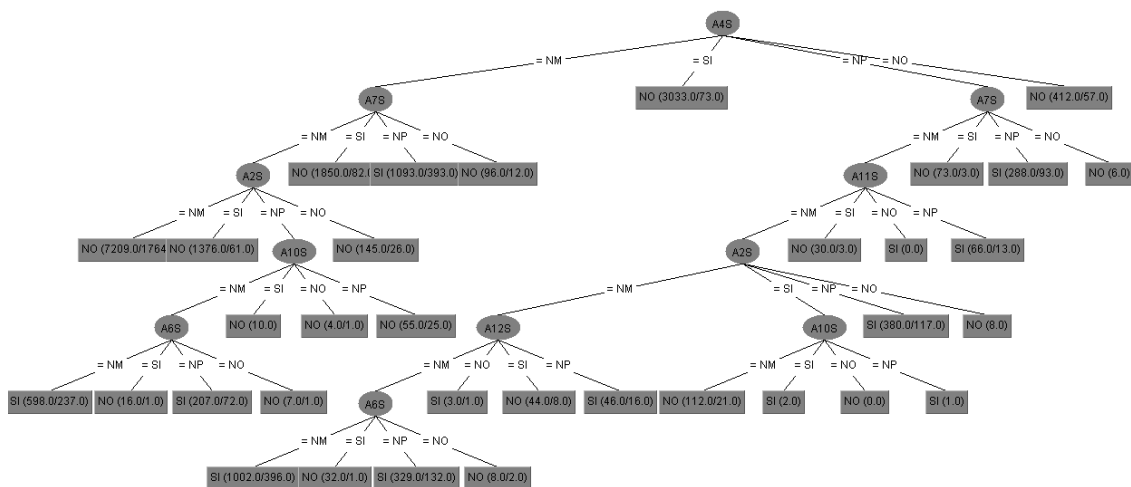 A4S
= NM = SI = NP = NO
A7S NO (3033.0/73.0) A7S NO (412.0/57.0)
= NM = SI = NP = NO = NM = SI = NP = NO
A2S NO (1850.0/82.0) SI (1093.0/393.0) NO (96.0/12.0) A11S NO (73.0/3.0) SI (288.0/93.0) NO (6.0)
= NM = SI = NP = NO = NM = SI = NO = NP
NO (7209.0/1764 NO (1376.0/61.0) A10S NO (145.0/26.0) A2S NO (30.0/3.0) SI (0.0) SI (66.0/13.0)
= NM = SI = NO = NP = NM = SI = NP = NO
A6S NO (10.0) NO (4.0/1.0) NO (55.0/25.0) A12S A10S SI (380.0/117.0) NO (8.0)
= NM = SI = NP = NO = NM = NO = SI = NP = NM = SI = NO = NP
SI (598.0/237.0) NO (16.0/1.0) SI (207.0/72.0) NO (7.0/1.0) A6S SI (3.0/1.0) NO (44.0/8.0) SI (46.0/16.0) NO (112.0/21.0) SI (2.0) NO (0.0) SI (1.0)
= NM = SI = NP = NO
SI (1002.0/396.0) NO (32.0/1.0) SI (329.0/132.0) NO (8.0/2.0)